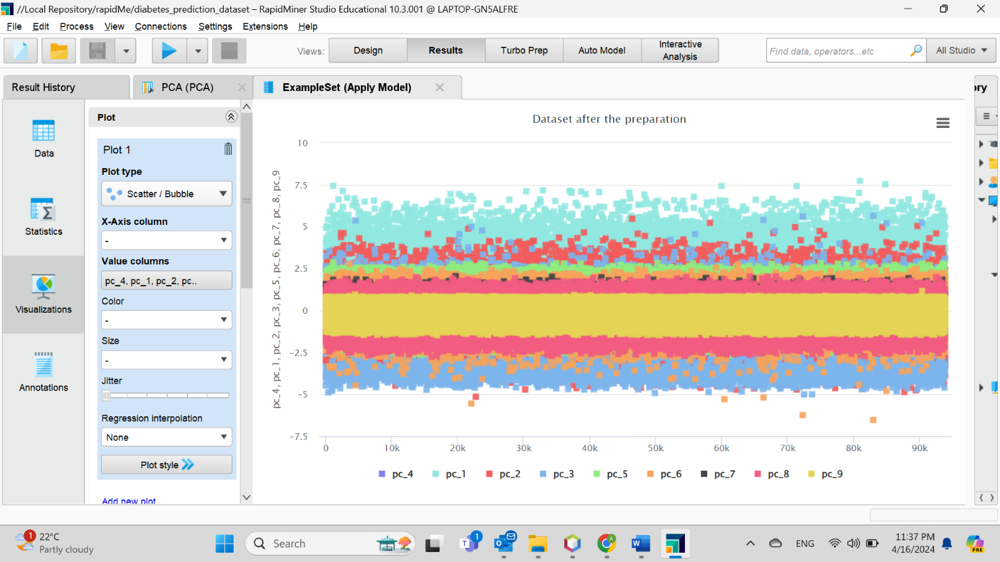 //Local Repository/rapidMe/diabetes_prediction_dataset – RapidMiner Studio Educational 10.3.001 @ LAPTOP-GN5ALFRE
File Edit Process View Connections Settings Extensions Help
Views: Design Results Turbo Prep Auto Model Interactive Analysis Find data, operators...etc All Studio
Result History PCA (PCA) ExampleSet (Apply Model) ory
Data
Statistics
Visualizations
Annotations
Plot
Plot 1
Plot type
Scatter / Bubble
X-Axis column
-
Value columns
pc_4, pc_1, pc_2, pc..
Color
-
Size
-
Jitter
Regression interpolation
None
Plot style
Add new plot
Dataset after the preparation
pc_4, pc_1, pc_2, pc_3, pc_5, pc_6, pc_7, pc_8, pc_9
10
7.5
5
2.5
0
−2.5
−5
−7.5
0 10k 20k 30k 40k 50k 60k 70k 80k 90k
pc_4 pc_1 pc_2 pc_3 pc_5 pc_6 pc_7 pc_8 pc_9
1
22°C
Partly cloudy
Search
1
ENG
11:37 PM
4/16/2024
PRE